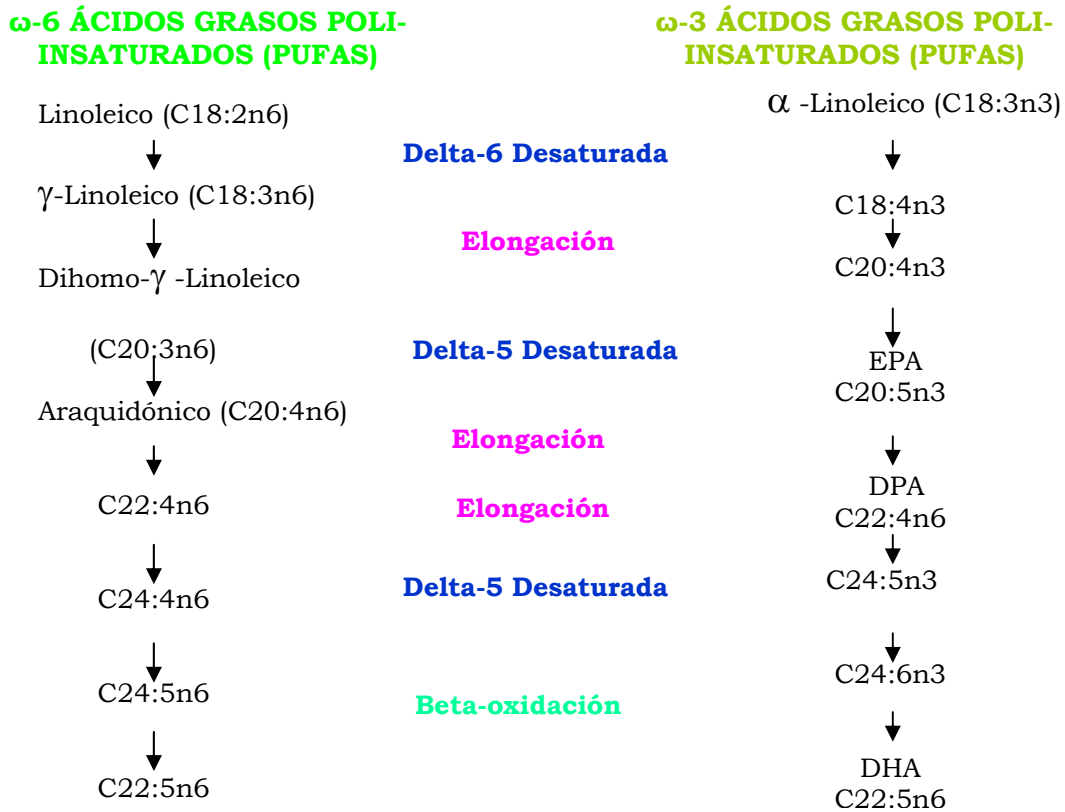 ω-6 ÁCIDOS GRASOS POLI-
INSATURADOS (PUFAS)
ω-3 ÁCIDOS GRASOS POLI-
INSATURADOS (PUFAS)
Linoleico (C18:2n6)
α -Linoleico (C18:3n3)
Delta-6 Desaturada
γ-Linoleico (C18:3n6)
C18:4n3
Elongación
Dihomo-γ -Linoleico
C20:4n3
(C20:3n6)
Delta-5 Desaturada
EPA
C20:5n3
Araquidónico (C20:4n6)
Elongación
C22:4n6
Elongación
DPA
C22:4n6
C24:4n6
Delta-5 Desaturada
C24:5n3
C24:5n6
Beta-oxidación
C24:6n3
C22:5n6
DHA
C22:5n6